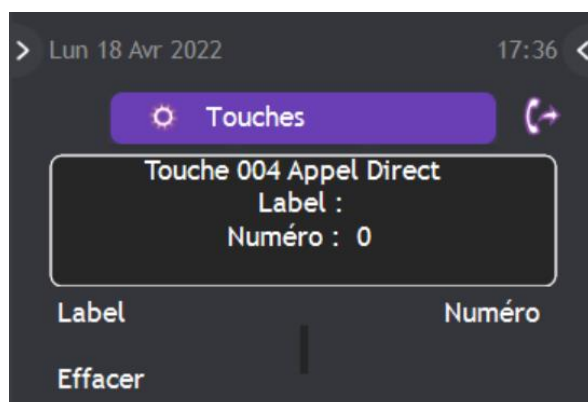 Lun 18 Avr 2022 17:36
Touches
Touche 004 Appel Direct
Label :
Numéro : 0
Label Numéro
Effacer